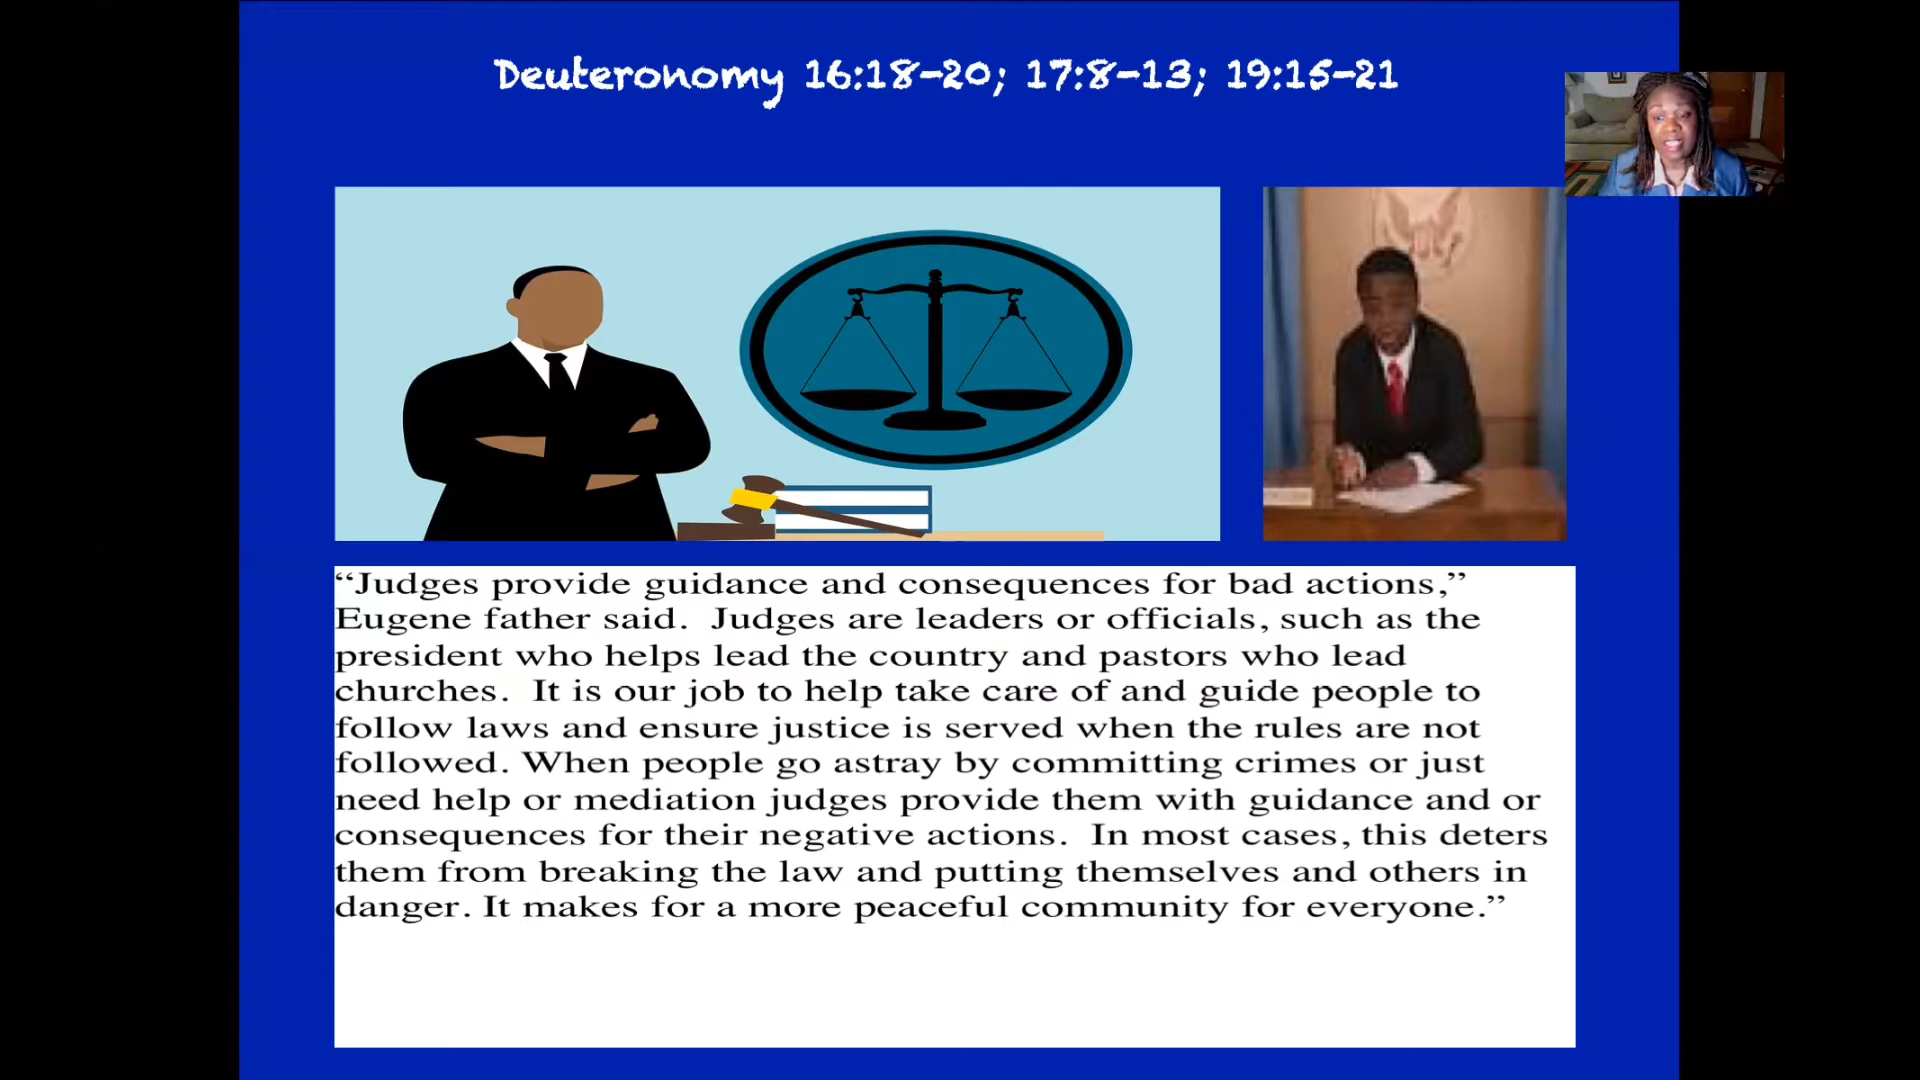 Deuteronomy 16:18-20; 17:8-13; 19:15-21
“Judges provide guidance and consequences for bad actions,”
Eugene father said.  Judges are leaders or officials, such as the
president who helps lead the country and pastors who lead
churches.  It is our job to help take care of and guide people to
follow laws and ensure justice is served when the rules are not
followed. When people go astray by committing crimes or just
need help or mediation judges provide them with guidance and or
consequences for their negative actions.  In most cases, this deters
them from breaking the law and putting themselves and others in
danger. It makes for a more peaceful community for everyone.”